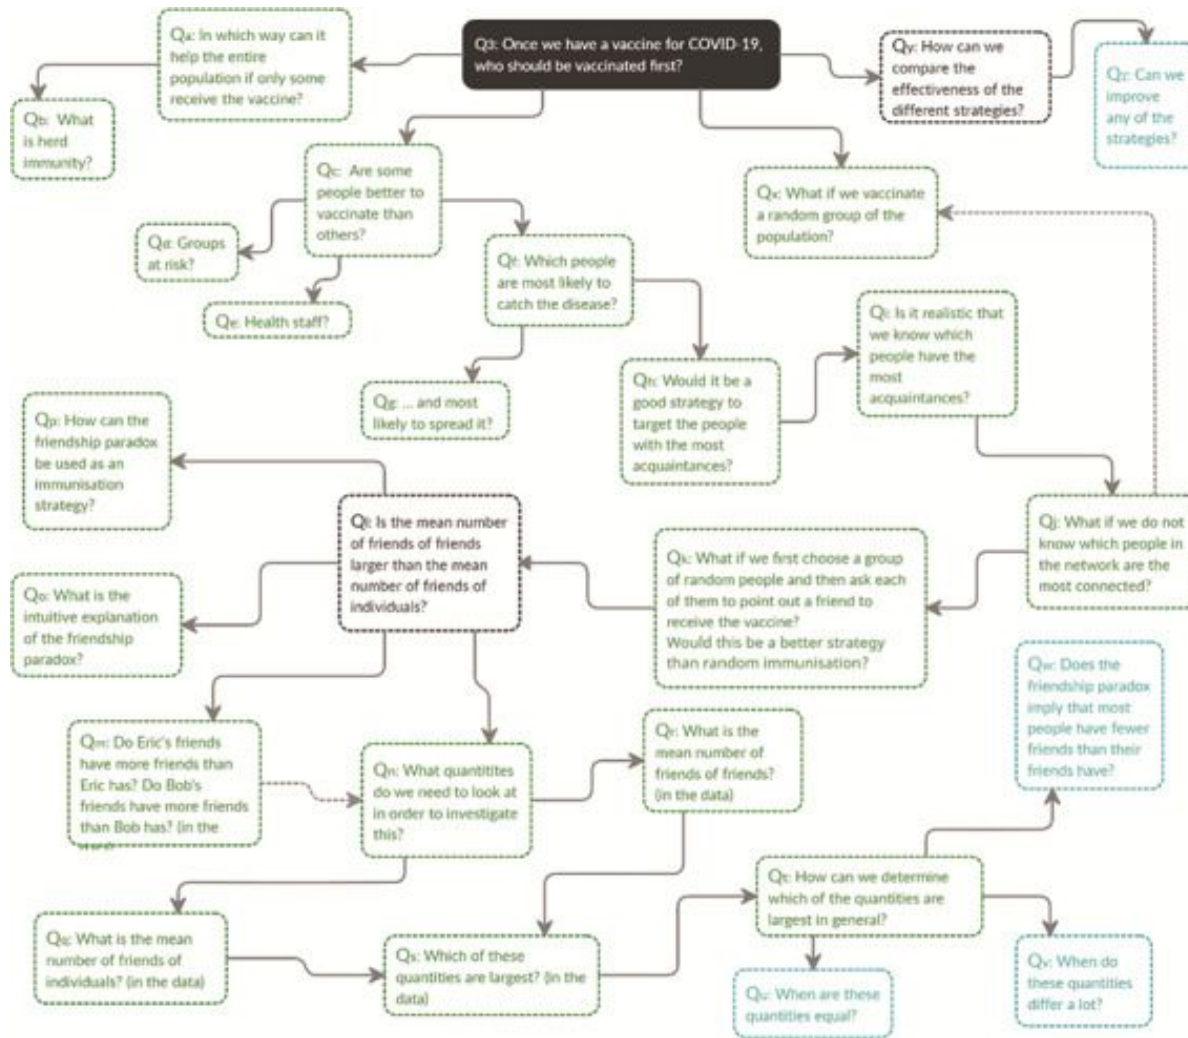 Q3: Once we have a vaccine for COVID-19,
who should be vaccinated first?
Qa: In which way can it
help the entire
population if only some
receive the vaccine?
Qb: What
is herd
immunity?
Qy: How can we
compare the
effectiveness of the
different strategies?
Qz: Can we
improve
any of the
strategies?
Qc: Are some
people better to
vaccinate than
others?
Qx: What if we vaccinate
a random group of the
population?
Qd: Groups
at risk?
Qe: Health staff?
Qf: Which people
are most likely to
catch the disease?
Qg: ... and most
likely to spread it?
Qh: Would it be a
good strategy to
target the people
with the most
acquaintances?
Qi: Is it realistic that
we know which
people have the
most
acquaintances?
Qj: What if we do not
know which people in
the network are the
most connected?
Qk: What if we first choose a group
of random people and then ask each
of them to point out a friend to
receive the vaccine?
Would this be a better strategy
than random immunisation?
Ql: Is the mean number
of friends of friends
larger than the mean
number of friends of
individuals?
Qp: How can the
friendship paradox
be used as an
immunisation
strategy?
Qo: What is the
intuitive explanation
of the friendship
paradox?
Qm: Do Eric's friends
have more friends than
Eric has? Do Bob's
friends have more friends
than Bob has? (in the
Qn: What quantitites
do we need to look at
in order to investigate
this?
Qr: What is the
mean number of
friends of friends?
(in the data)
Qq: What is the mean
number of friends of
individuals? (in the data)
Qs: Which of these
quantities are largest? (in the
data)
Qt: How can we determine
which of the quantities are
largest in general?
Qw: Does the
friendship paradox
imply that most
people have fewer
friends than their
friends have?
Qu: When are these
quantities equal?
Qv: When do
these quantities
differ a lot?